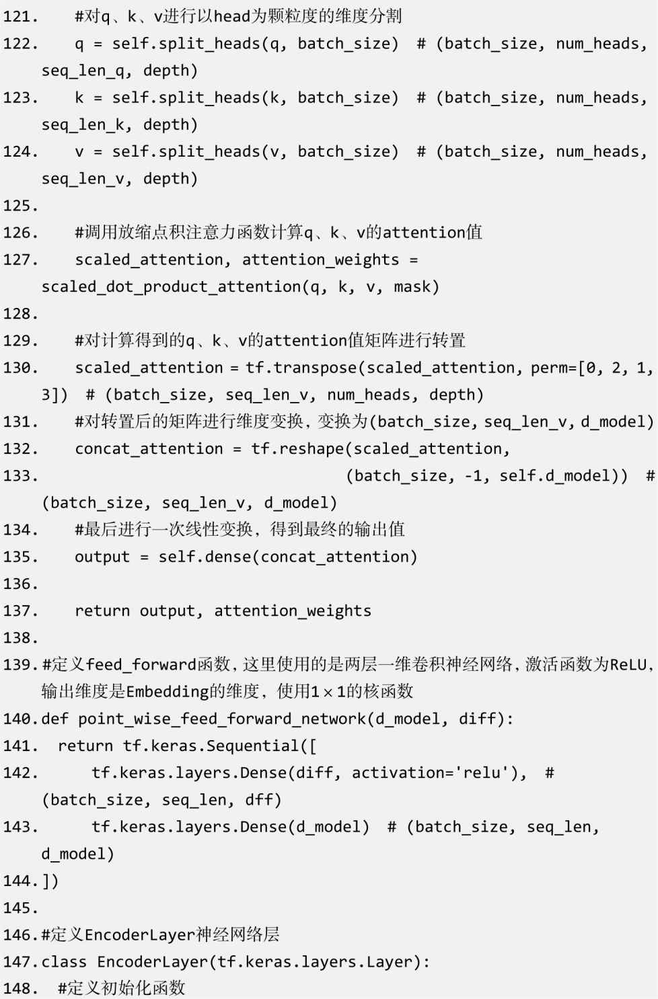 121.    #对q、k、v进行以head为颗粒度的维度分割
122.    q = self.split_heads(q, batch_size)  # (batch_size, num_heads,
seq_len_q, depth)
123.    k = self.split_heads(k, batch_size)  # (batch_size, num_heads,
seq_len_k, depth)
124.    v = self.split_heads(v, batch_size)  # (batch_size, num_heads,
seq_len_v, depth)
125.
126.    #调用放缩点积注意力函数计算q、k、v的attention值
127.    scaled_attention, attention_weights =
scaled_dot_product_attention(q, k, v, mask)
128.
129.    #对计算得到的q、k、v的attention值矩阵进行转置
130.    scaled_attention = tf.transpose(scaled_attention, perm=[0, 2, 1,
3])  # (batch_size, seq_len_v, num_heads, depth)
131.    #对转置后的矩阵进行维度变换, 变换为(batch_size, seq_len_v, d_model)
132.    concat_attention = tf.reshape(scaled_attention,
133.                                  (batch_size, -1, self.d_model))  #
(batch_size, seq_len_v, d_model)
134.    #最后进行一次线性变换, 得到最终的输出值
135.    output = self.dense(concat_attention)
136.
137.    return output, attention_weights
138.
139. #定义feed_forward函数, 这里使用的是两层一维卷积神经网络, 激活函数为ReLU,
输出维度是Embedding的维度, 使用1×1的核函数
140. def point_wise_feed_forward_network(d_model, diff):
141.   return tf.keras.Sequential([
142.       tf.keras.layers.Dense(diff, activation='relu'),  #
(batch_size, seq_len, dff)
143.       tf.keras.layers.Dense(d_model)  # (batch_size, seq_len,
d_model)
144. ])
145.
146. #定义EncoderLayer神经网络层
147. class EncoderLayer(tf.keras.layers.Layer):
148.   #定义初始化函数